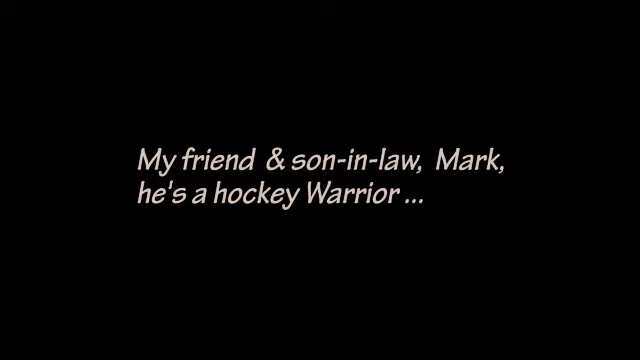 My friend & son-in-law, Mark,
he's a hockey Warrior ...